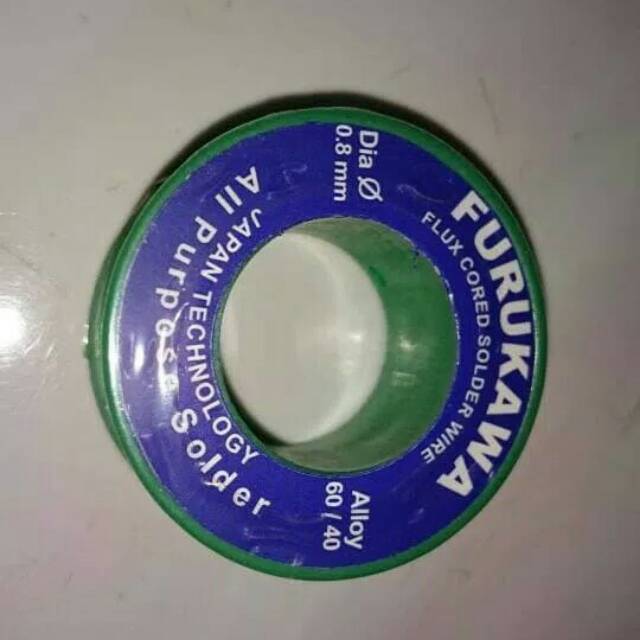 FURUKAWA
FLUX CORED SOLDER WIRE
Dia Ø
0.8 mm
Alloy
60 / 40
JAPAN TECHNOLOGY
All Purpose Solder